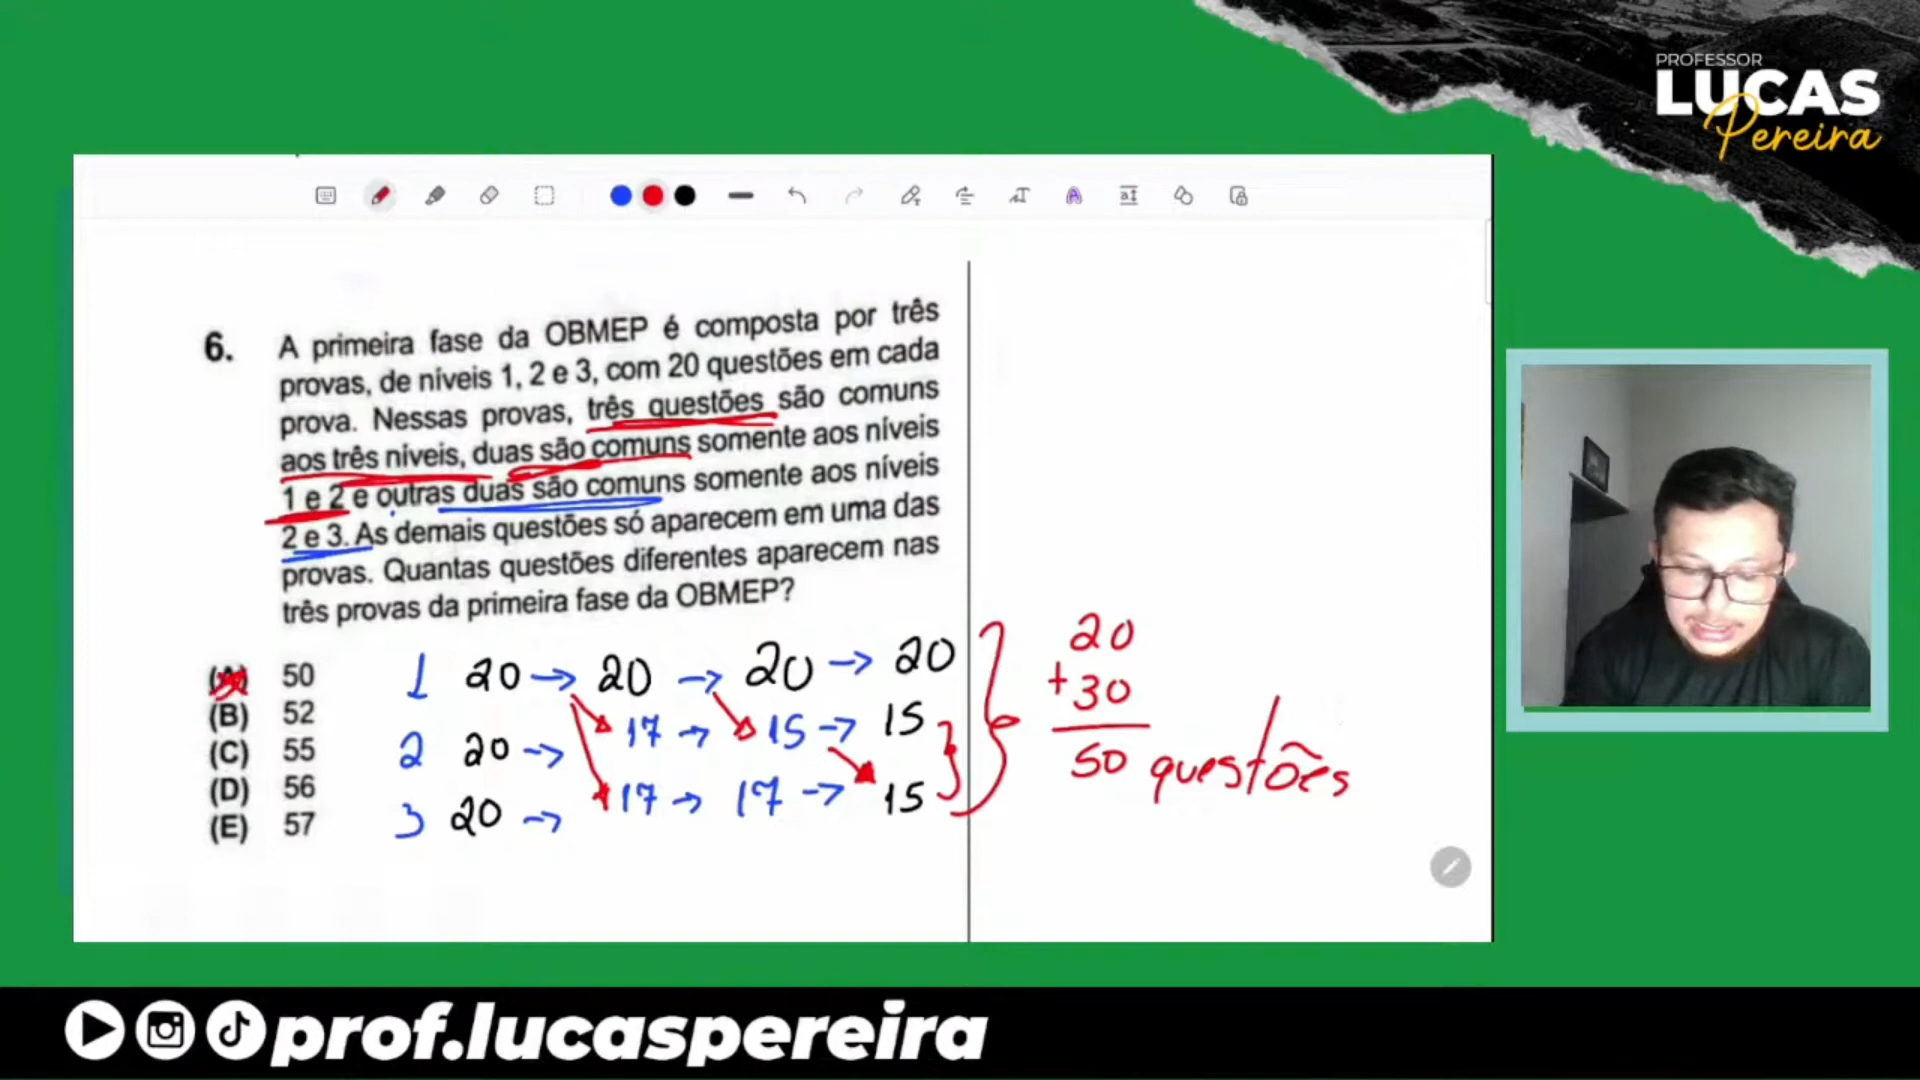 PROFESSOR
LUCAS
Pereira
6. A primeira fase da OBMEP é composta por três
provas, de níveis 1, 2 e 3, com 20 questões em cada
prova. Nessas provas, três questões são comuns
aos três níveis, duas são comuns somente aos níveis
1 e 2 e outras duas são comuns somente aos níveis
2 e 3. As demais questões só aparecem em uma das
provas. Quantas questões diferentes aparecem nas
três provas da primeira fase da OBMEP?
(A) 50
(B) 52
(C) 55
(D) 56
(E) 57
1 20 → 20 → 20 → 20
2 20 → 17 → 15 → 15
3 20 → 17 → 17 → 15
20
+30
50 questões
prof.lucaspereira